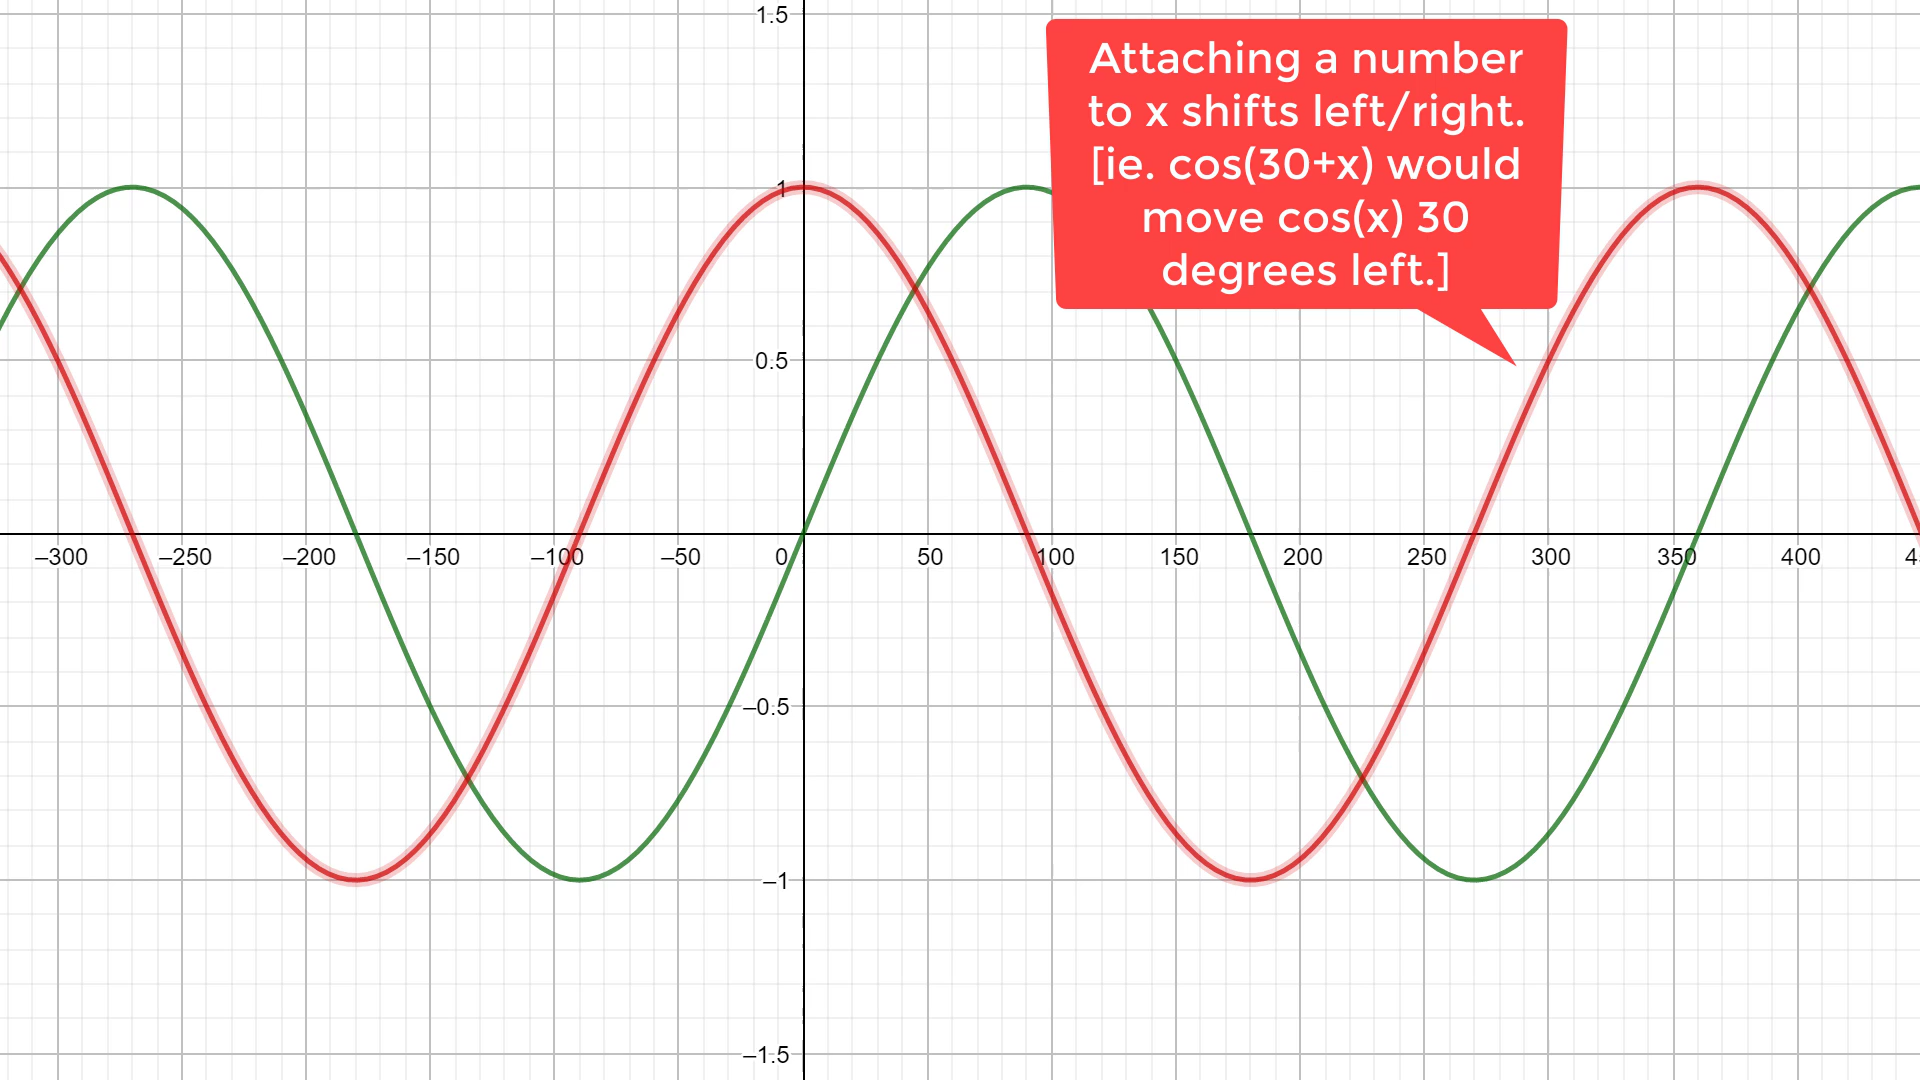 1.5
Attaching a number
to x shifts left/right.
[ie. cos(30+x) would
move cos(x) 30
degrees left.]
1
0.5
–300 –250 –200 –150 –100 –50 0 50 100 150 200 250 300 350 400
–0.5
–1
–1.5